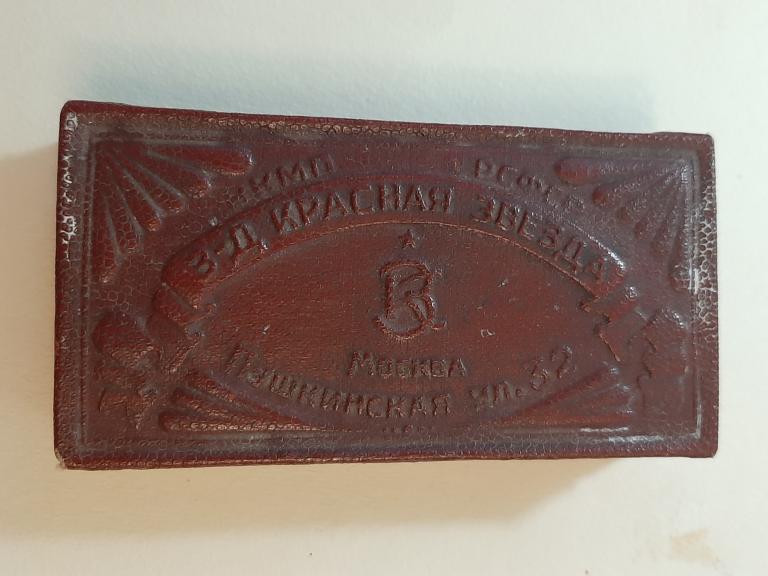 РСФСР
З-Д КРАСНАЯ ЗВЕЗДА
МОСКВА
ПУШКИНСКАЯ УЛ. 32